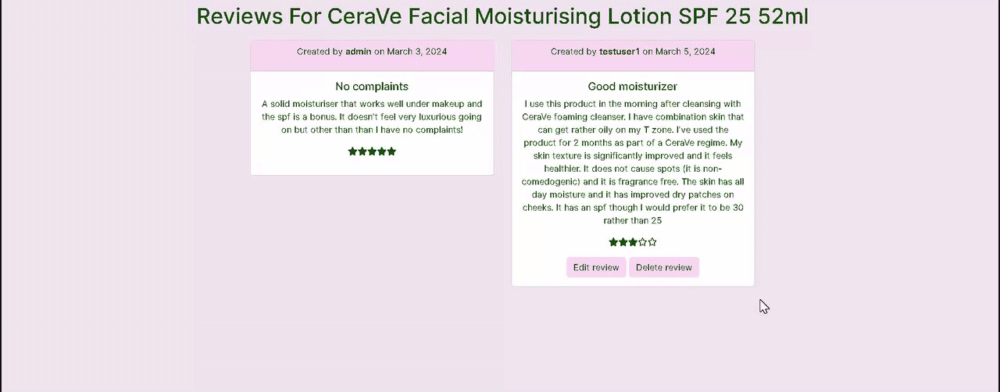 Reviews For CeraVe Facial Moisturising Lotion SPF 25 52ml
Created by admin on March 3, 2024
No complaints
A solid moisturiser that works well under makeup and
the spf is a bonus. It doesn't feel very luxurious going
on but other than than I have no complaints!
Created by testuser1 on March 5, 2024
Good moisturizer
I use this product in the morning after cleansing with
CeraVe foaming cleanser. I have combination skin that
can get rather oily on my T zone. I've used the
product for 2 months as part of a CeraVe regime. My
skin texture is significantly improved and it feels
healthier. It does not cause spots (it is non-
comedogenic) and it is fragrance free. The skin has all
day moisture and it has improved dry patches on
cheeks. It has an spf though I would prefer it to be 30
rather than 25
Edit review Delete review